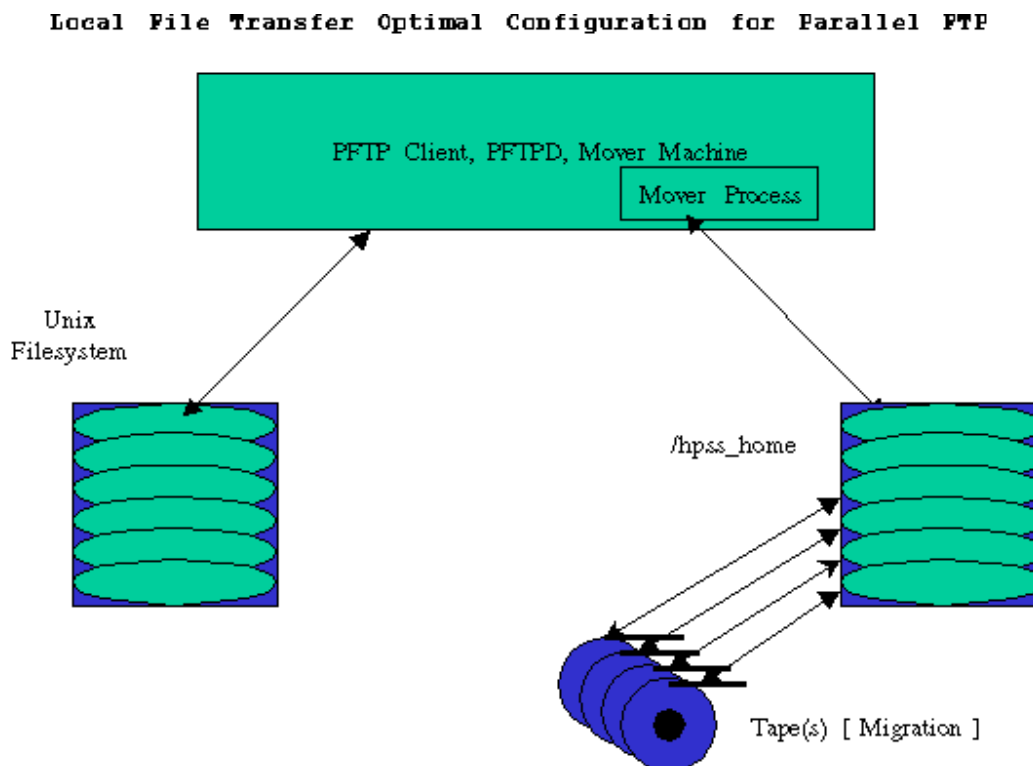 Local File Transfer Optimal Configuration for Parallel FTP
PFTP Client, PFTPD, Mover Machine
Mover Process
Unix
Filesystem
/hpss_home
Tape(s) [ Migration ]